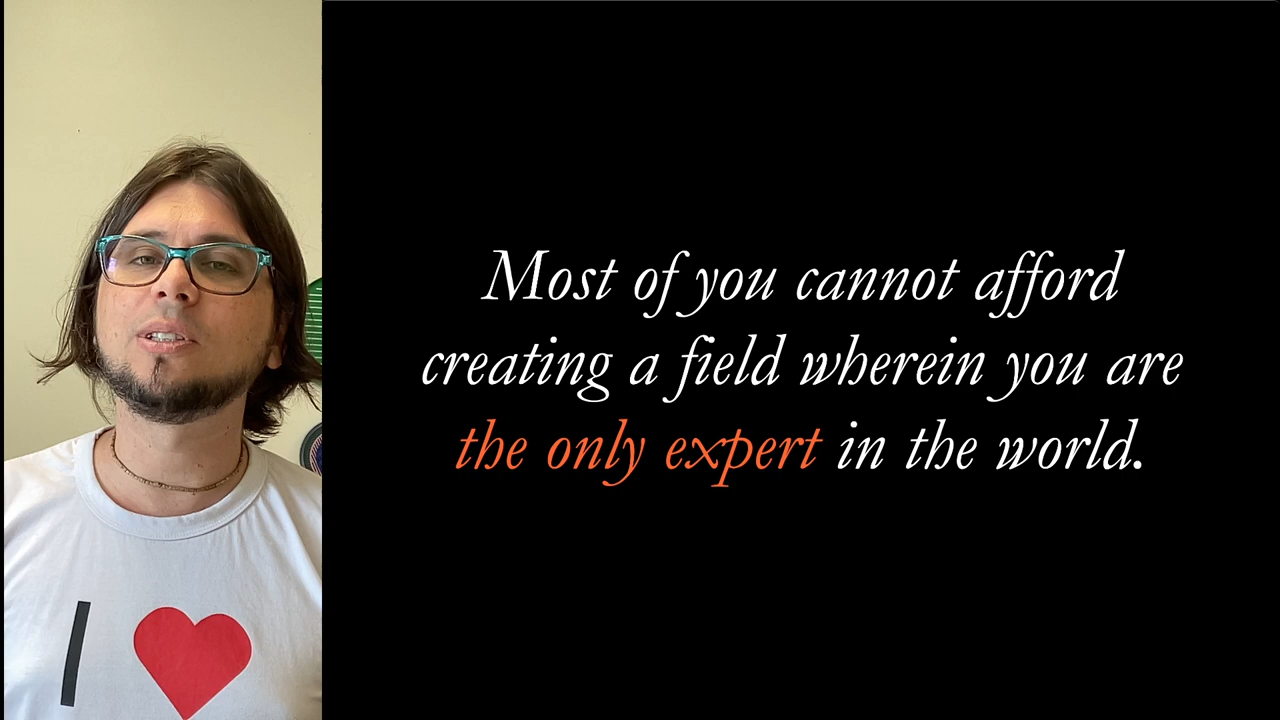 Most of you cannot afford
creating a field wherein you are
the only expert in the world.
I ❤